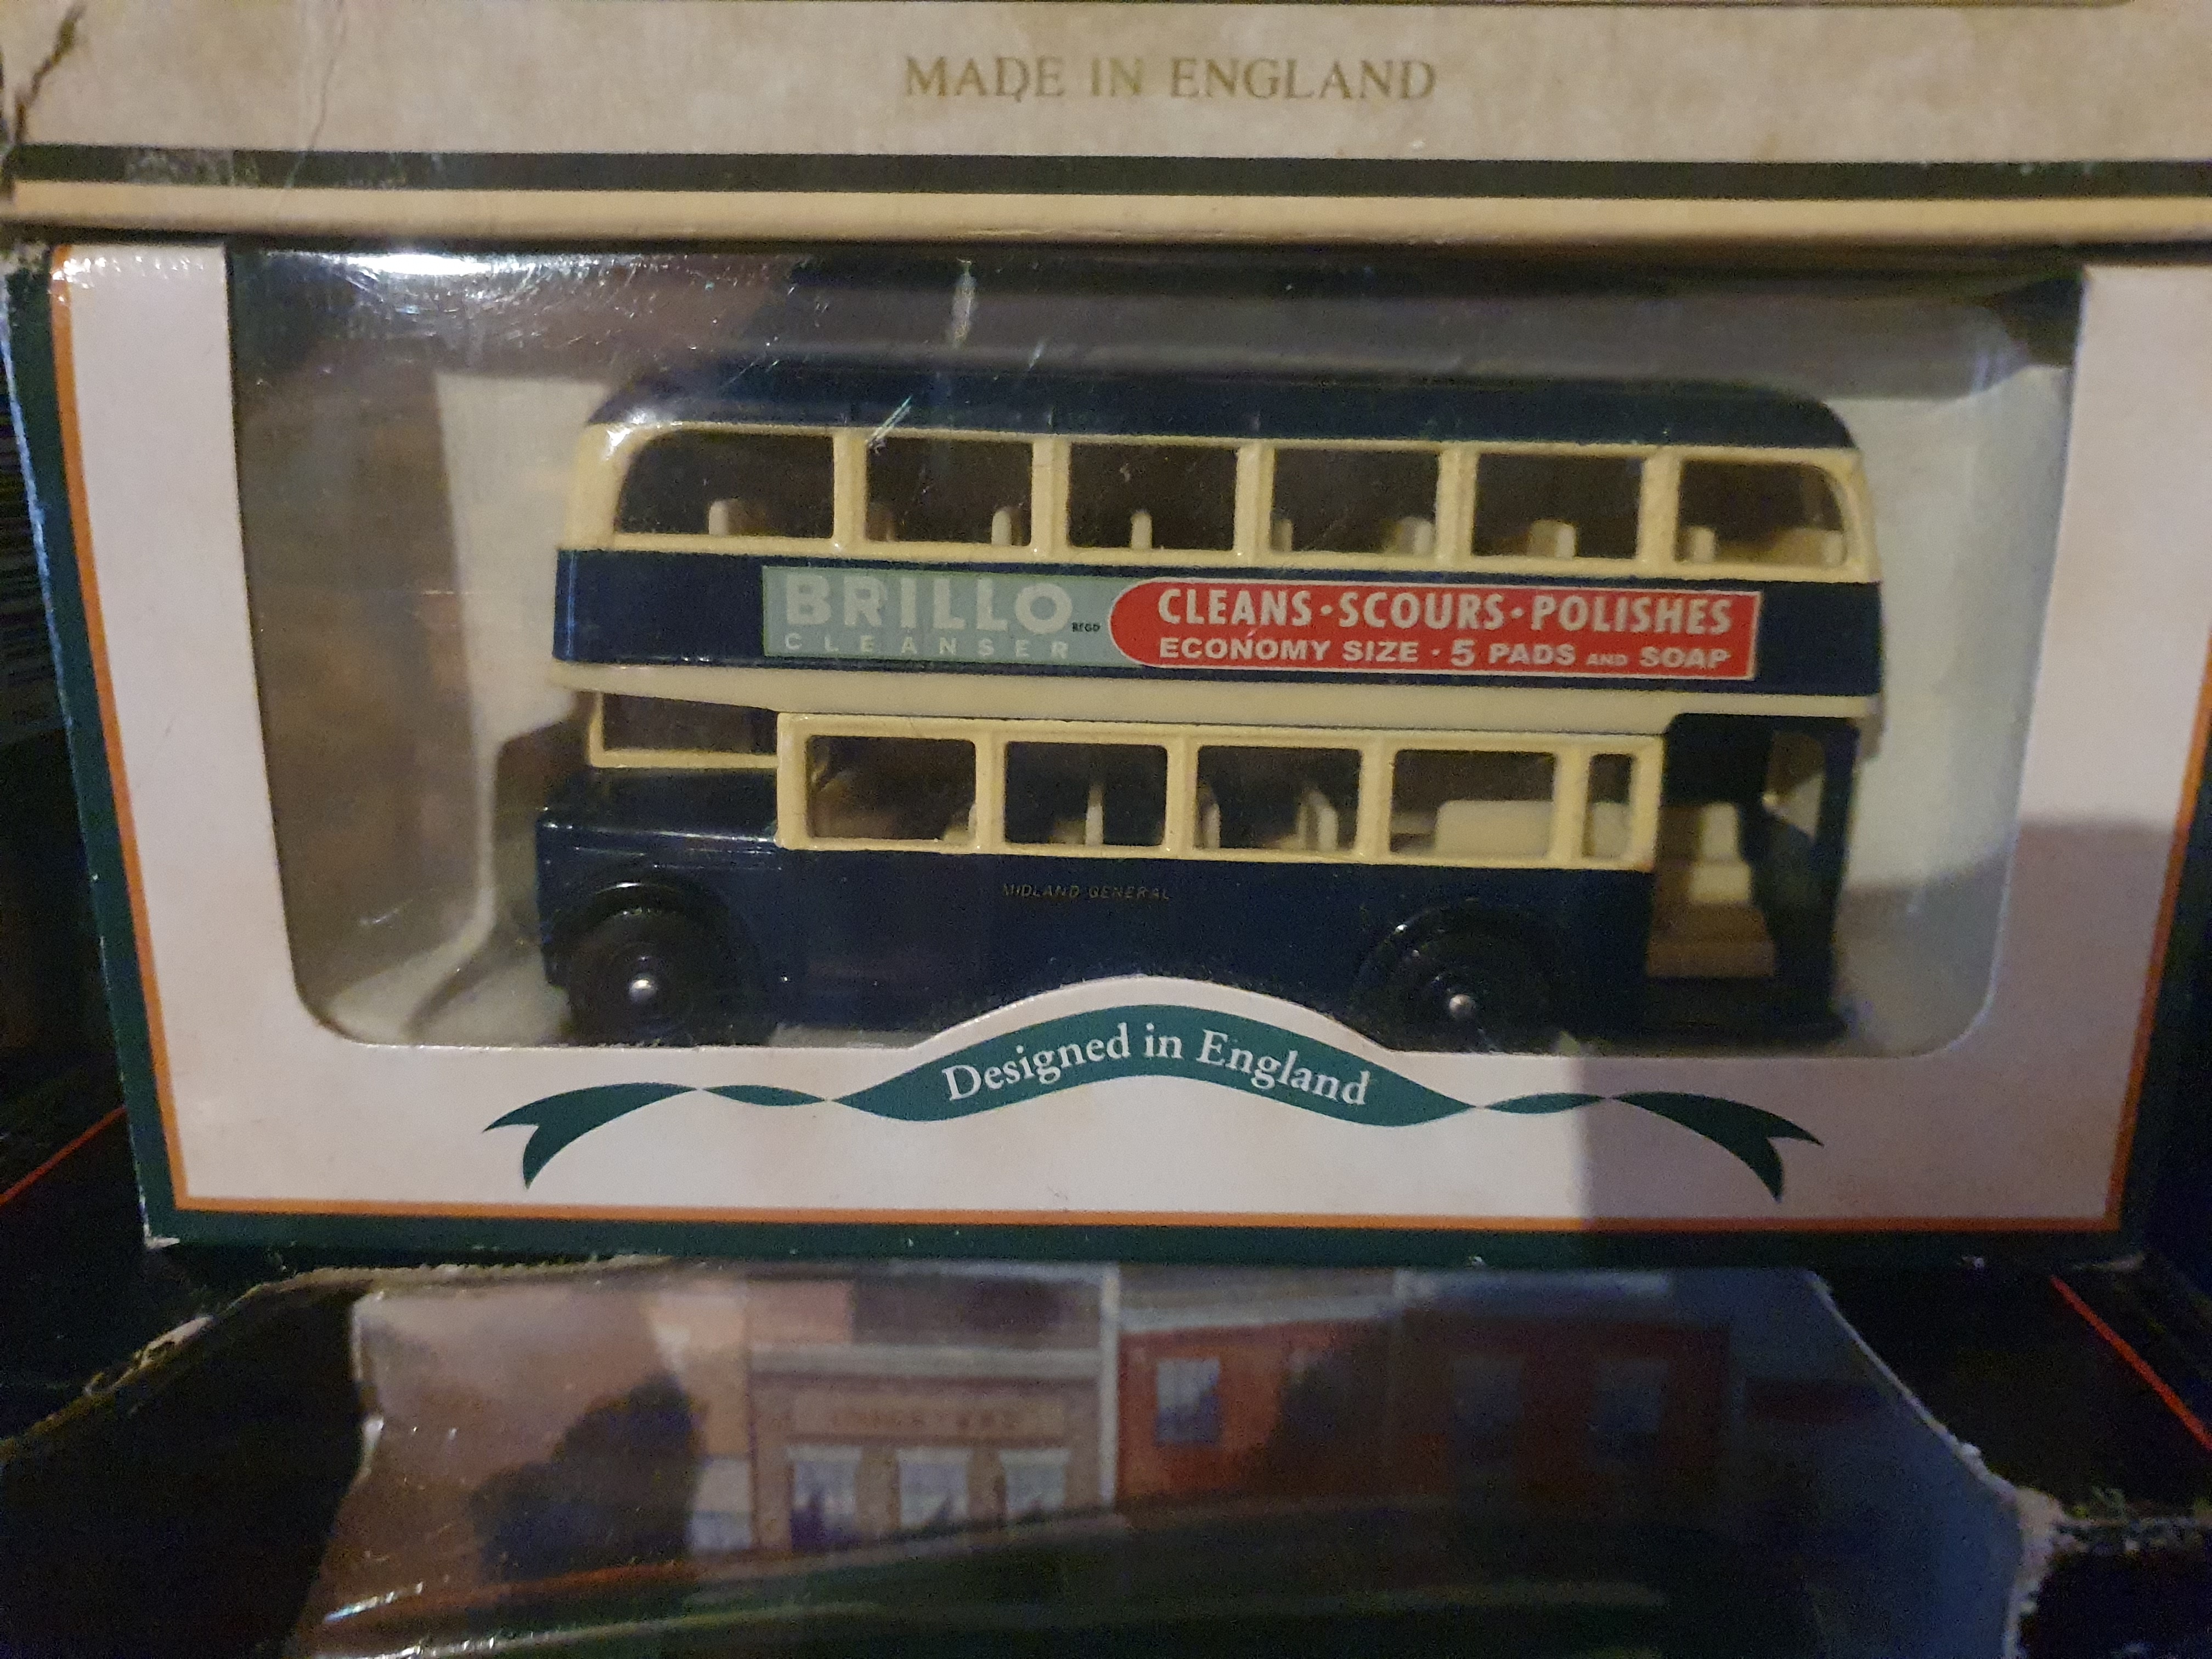 MADE IN ENGLAND
BRILLO REGD
CLEANSER
CLEANS·SCOURS·POLISHES
ECONOMY SIZE · 5 PADS AND SOAP
MIDLAND GENERAL
Designed in England